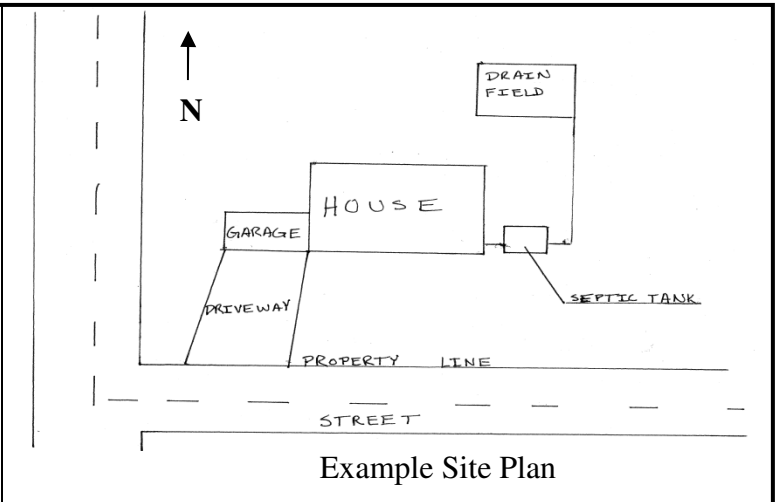 N
DRAIN
FIELD
HOUSE
GARAGE
DRIVEWAY
SEPTIC TANK
PROPERTY LINE
STREET
Example Site Plan